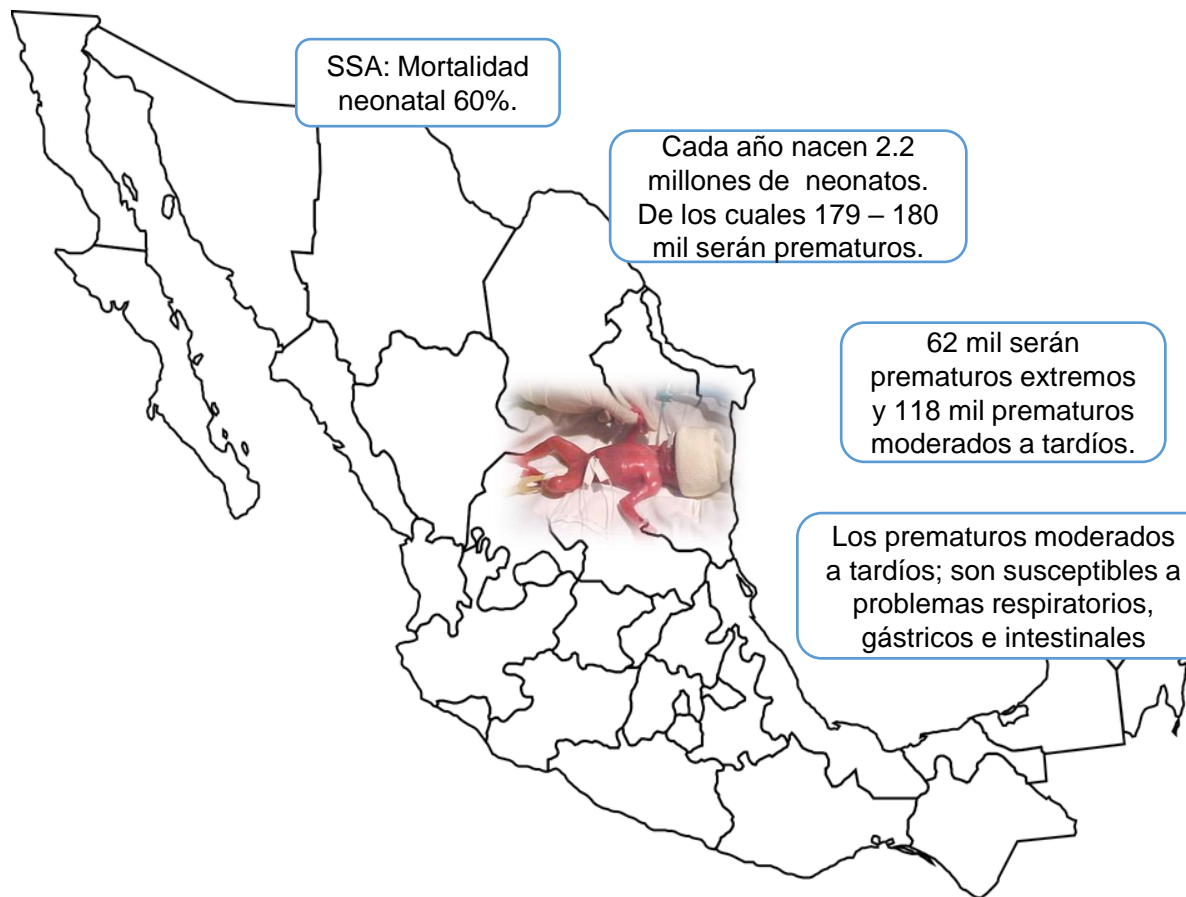 SSA: Mortalidad
neonatal 60%.
Cada año nacen 2.2
millones de  neonatos.
De los cuales 179 – 180
mil serán prematuros.
62 mil serán
prematuros extremos
y 118 mil prematuros
moderados a tardíos.
Los prematuros moderados
a tardíos; son susceptibles a
problemas respiratorios,
gástricos e intestinales